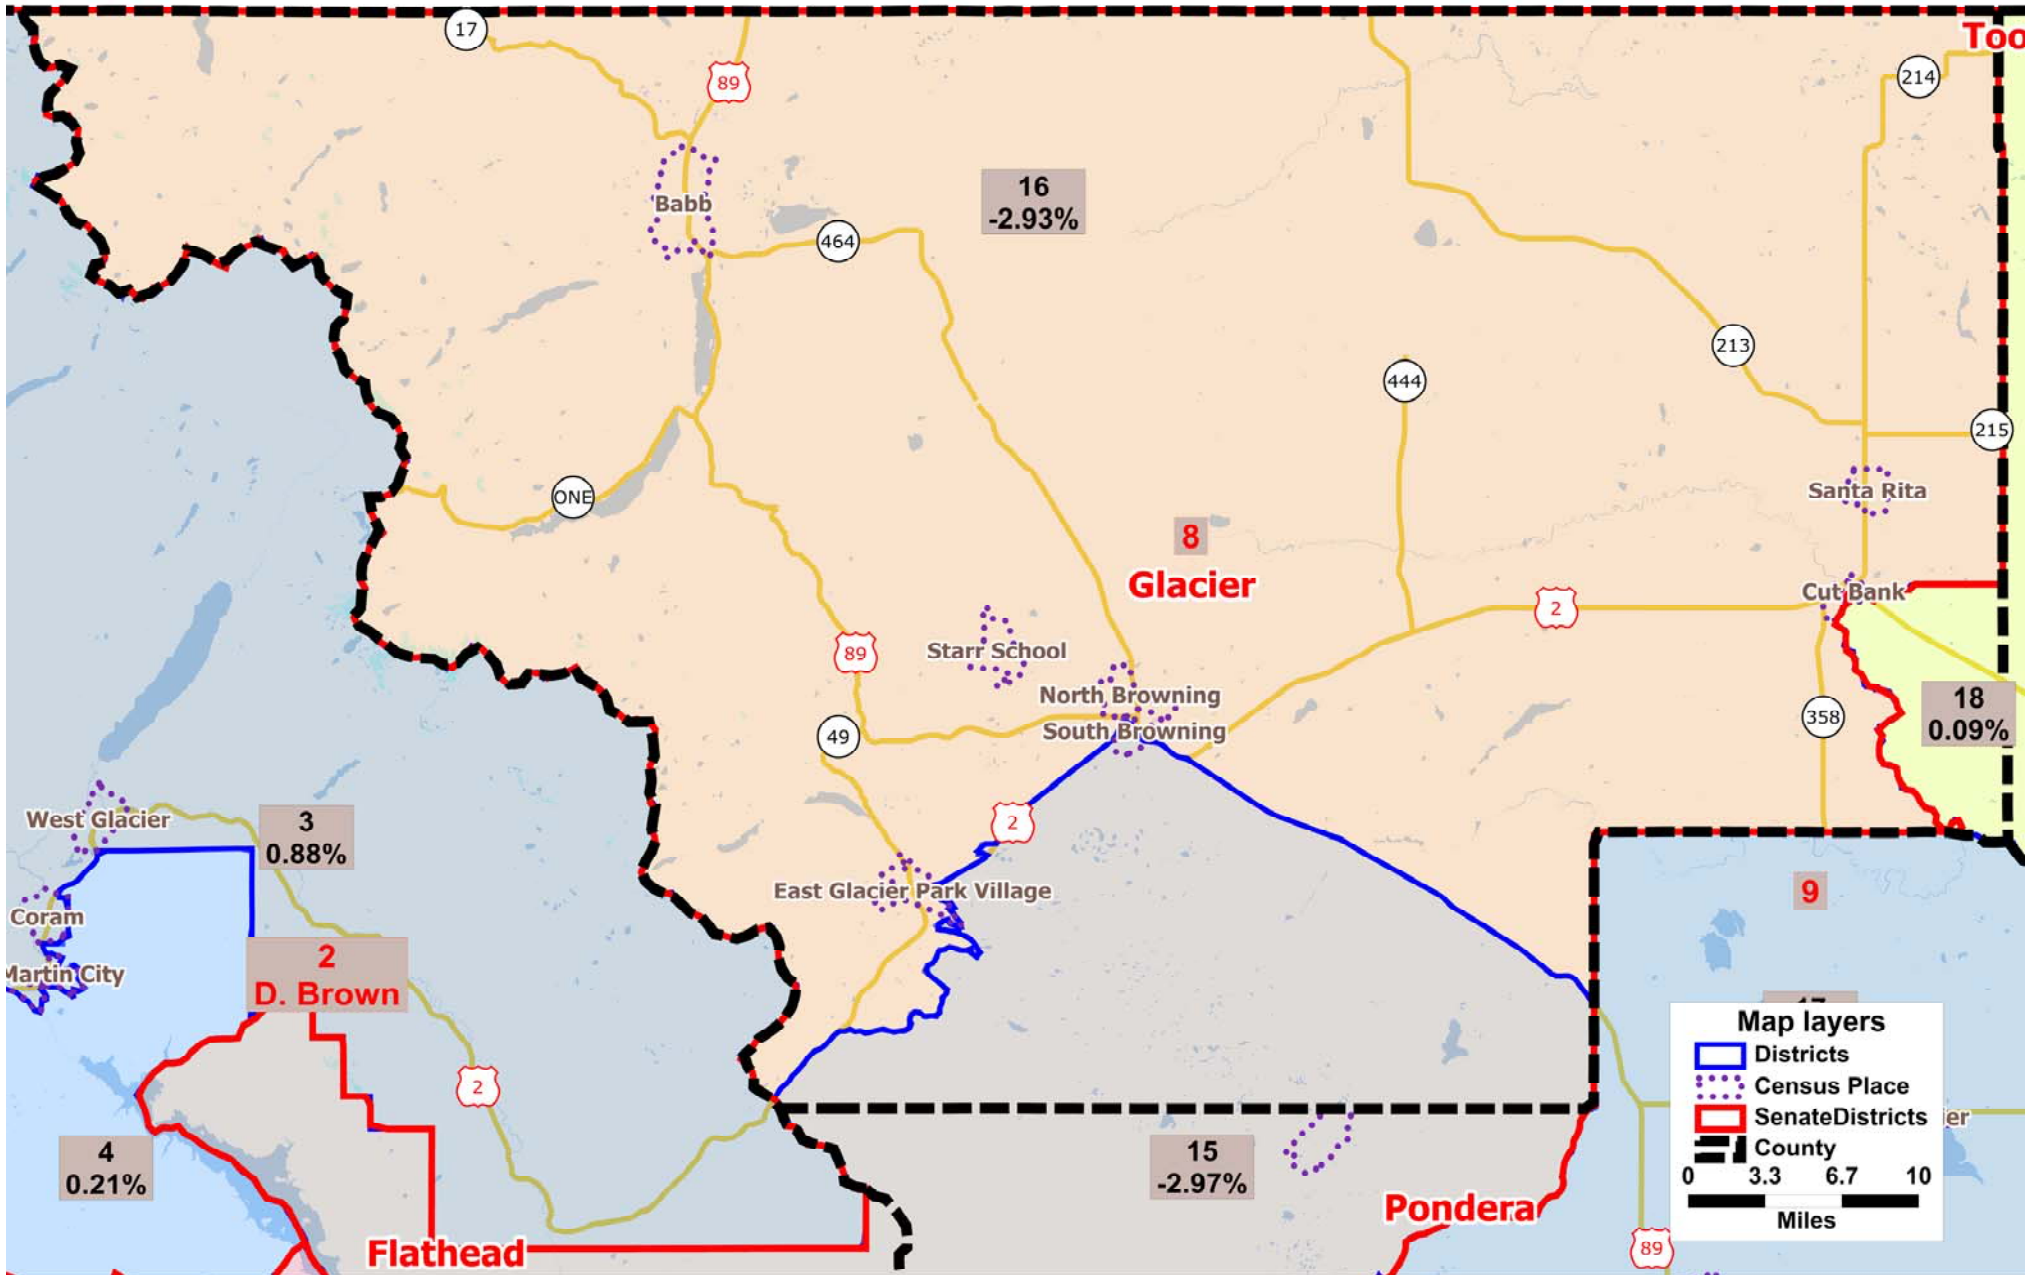 17
89
Too
214
Babb
16
-2.93%
464
213
444
215
ONE
Santa Rita
8
Glacier
Cut Bank
2
Starr School
89
North Browning
South Browning
49
358
18
0.09%
West Glacier
3
0.88%
2
East Glacier Park Village
9
Coram
Martin City
2
D. Brown
2
4
0.21%
15
-2.97%
Pondera
Flathead
89
Map layers
Districts
Census Place
SenateDistricts
County
0 3.3 6.7 10
Miles
ier